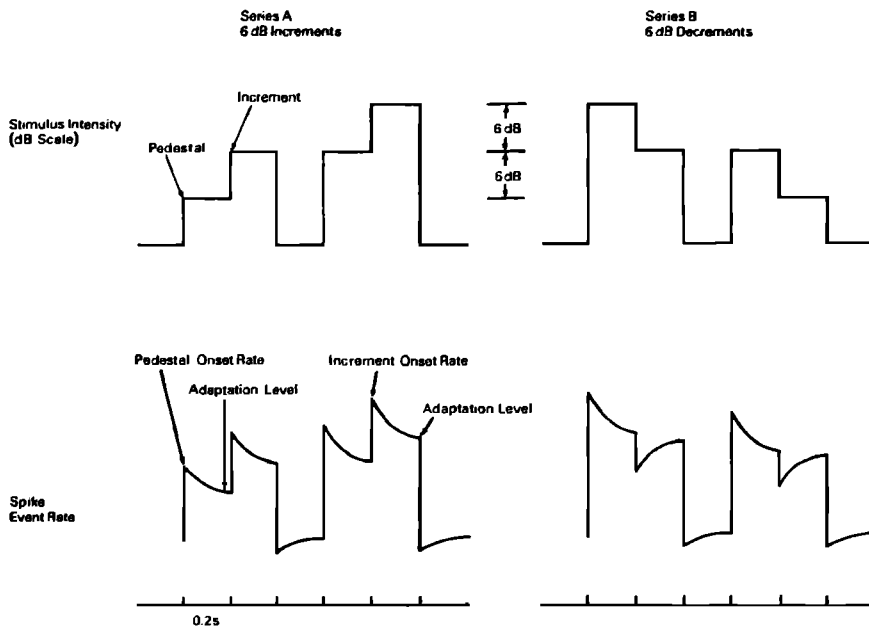 Series A
6 dB Increments
Series B
6 dB Decrements
Stimulus Intensity
(dB Scale)
Increment
Pedestal
6 dB
6 dB
Pedestal Onset Rate
Increment Onset Rate
Adaptation Level
Adaptation Level
Spike
Event Rate
0.2s